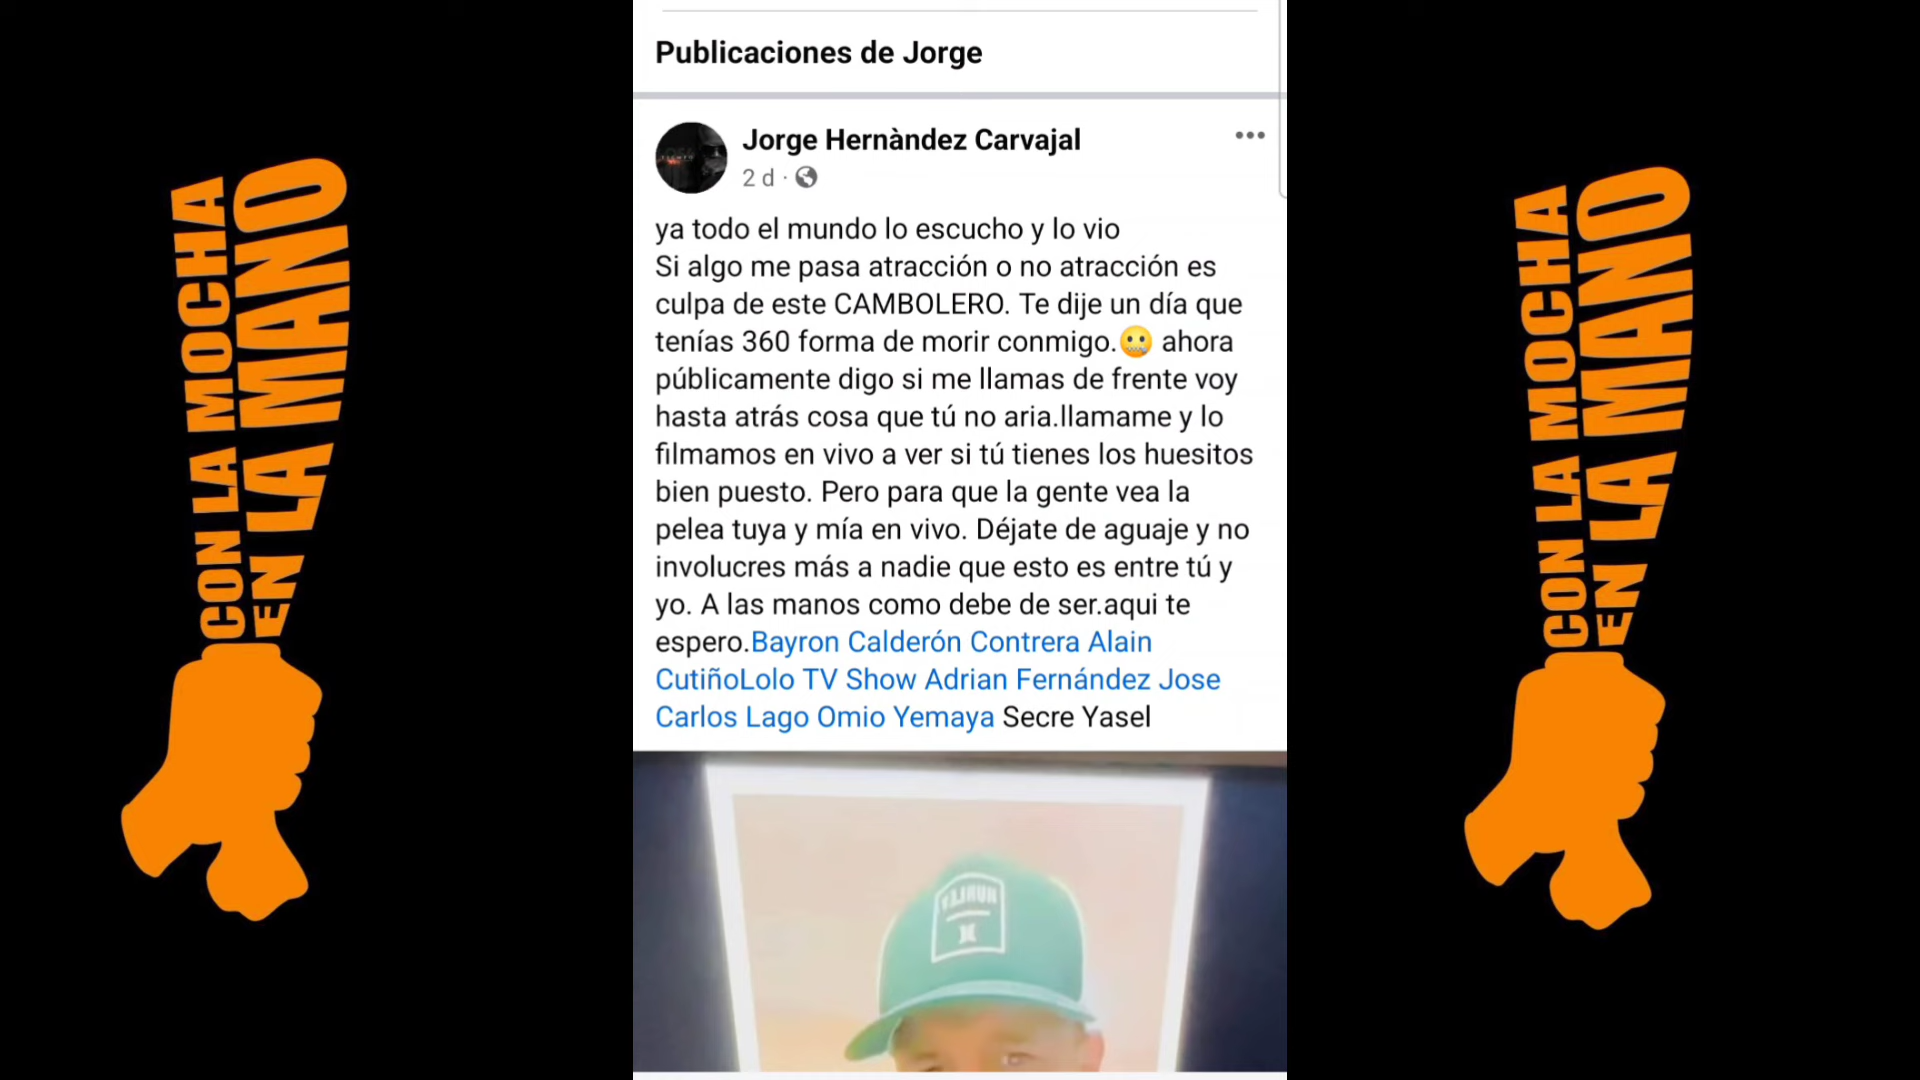 CON LA MOCHA
EN LA MANO
Publicaciones de Jorge
Jorge Hernàndez Carvajal
2 d ·
ya todo el mundo lo escucho y lo vio
Si algo me pasa atracción o no atracción es
culpa de este CAMBOLERO. Te dije un día que
tenías 360 forma de morir conmigo.🤐 ahora
públicamente digo si me llamas de frente voy
hasta atrás cosa que tú no aria.llamame y lo
filmamos en vivo a ver si tú tienes los huesitos
bien puesto. Pero para que la gente vea la
pelea tuya y mía en vivo. Déjate de aguaje y no
involucres más a nadie que esto es entre tú y
yo. A las manos como debe de ser.aqui te
espero.Bayron Calderón Contrera Alain
CutiñoLolo TV Show Adrian Fernández Jose
Carlos Lago Omio Yemaya Secre Yasel
HURLEY
CON LA MOCHA
EN LA MANO